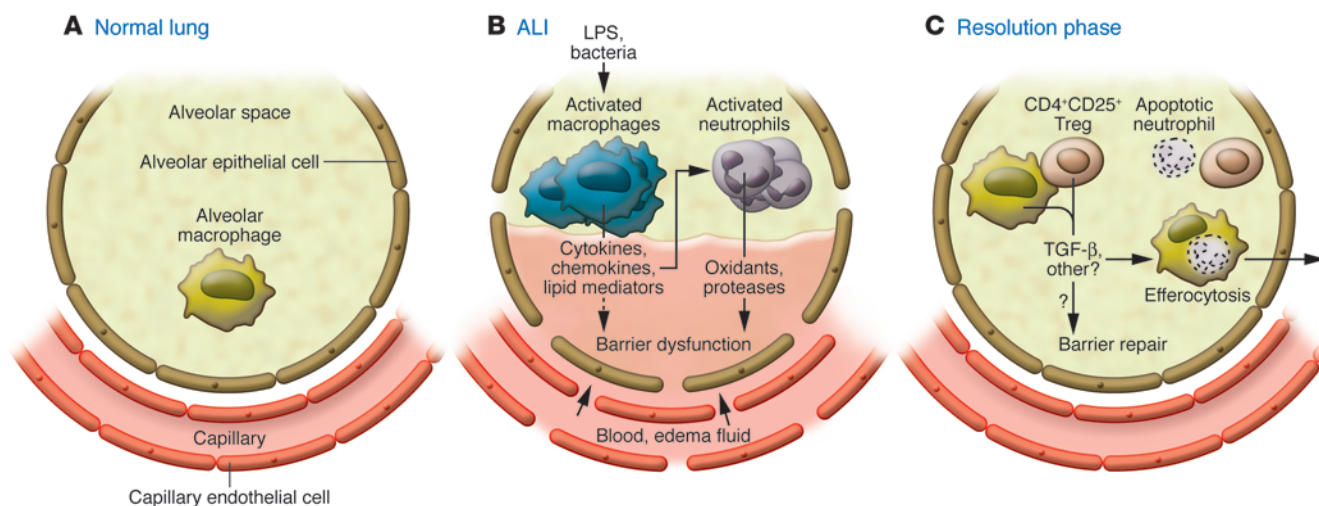 A Normal lung
Alveolar space
Alveolar epithelial cell
Alveolar
macrophage
Capillary
Capillary endothelial cell
B ALI
LPS,
bacteria
Activated
macrophages
Activated
neutrophils
Cytokines,
chemokines,
lipid mediators
Oxidants,
proteases
Barrier dysfunction
Blood, edema fluid
C Resolution phase
CD4⁺CD25⁺
Treg
Apoptotic
neutrophil
TGF-β,
other?
Efferocytosis
?
Barrier repair